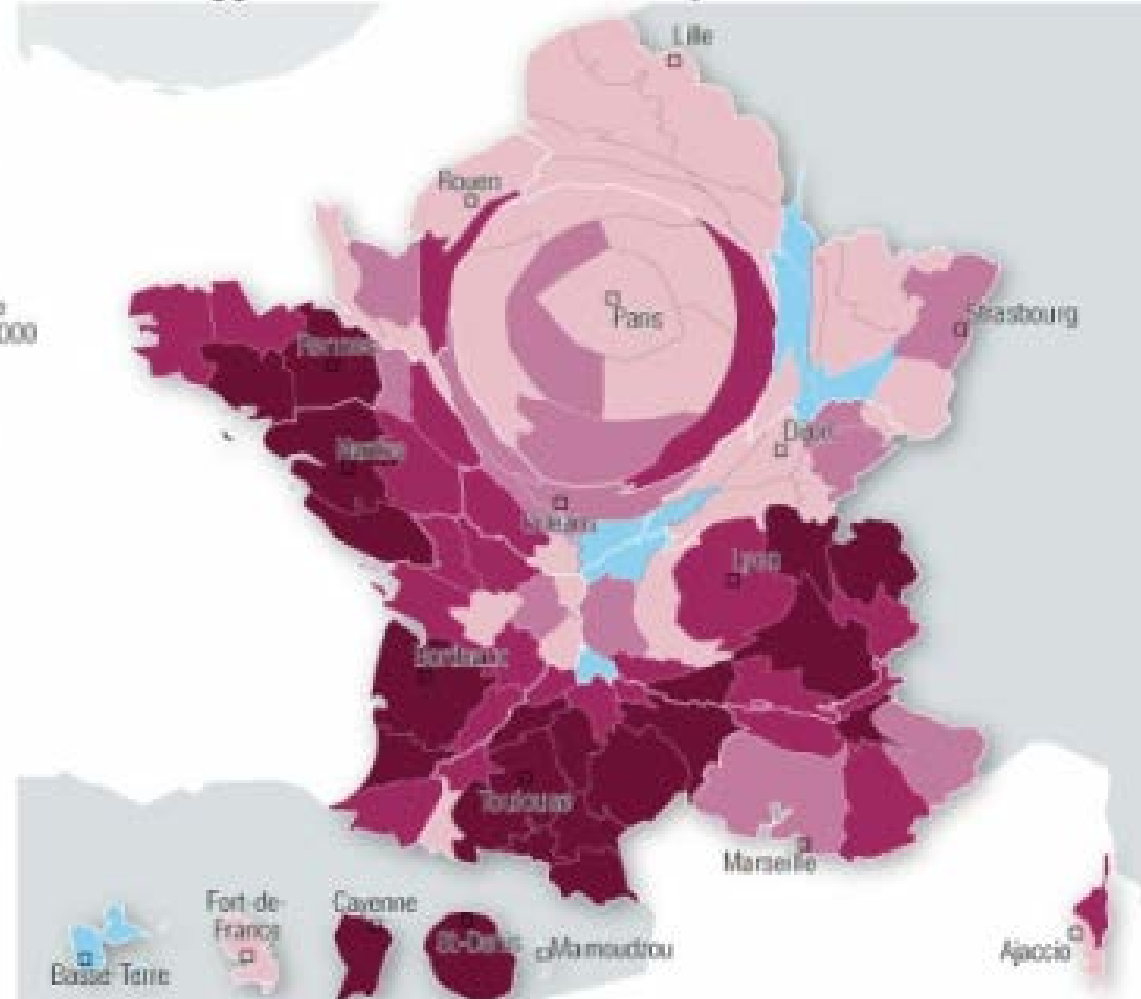 Lille
Rouen
Paris
Strasbourg
Rennes
Dijon
Nantes
Orléans
Lyon
Bordeaux
Toulouse
Marseille
Fort-de-
France
Cayenne
St-Denis
Mamoudzou
Ajaccio
Basse-Terre
000